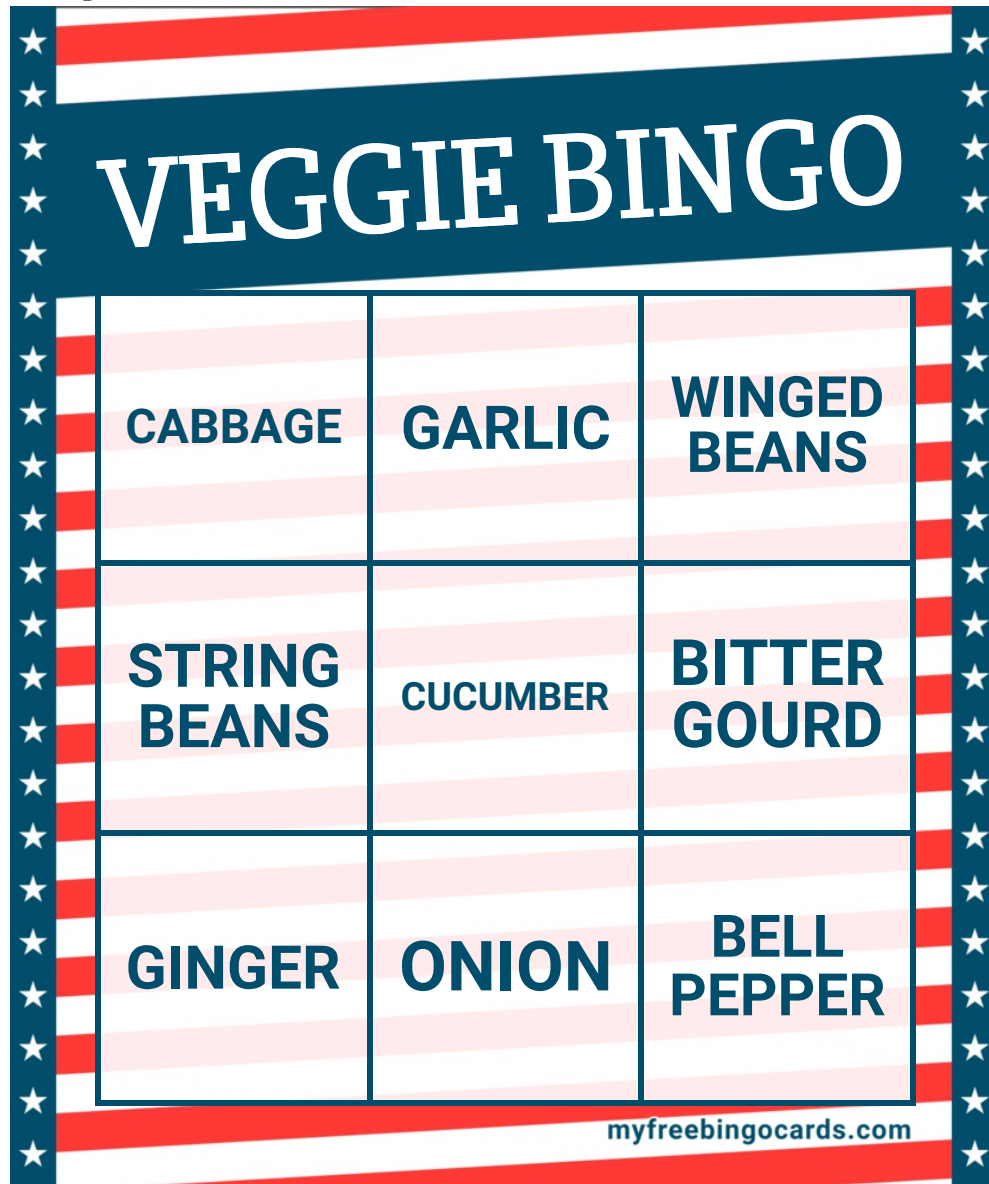 VEGGIE BINGO
CABBAGE
GARLIC
WINGED
BEANS
STRING
BEANS
CUCUMBER
BITTER
GOURD
GINGER
ONION
BELL
PEPPER
myfreebingocards.com